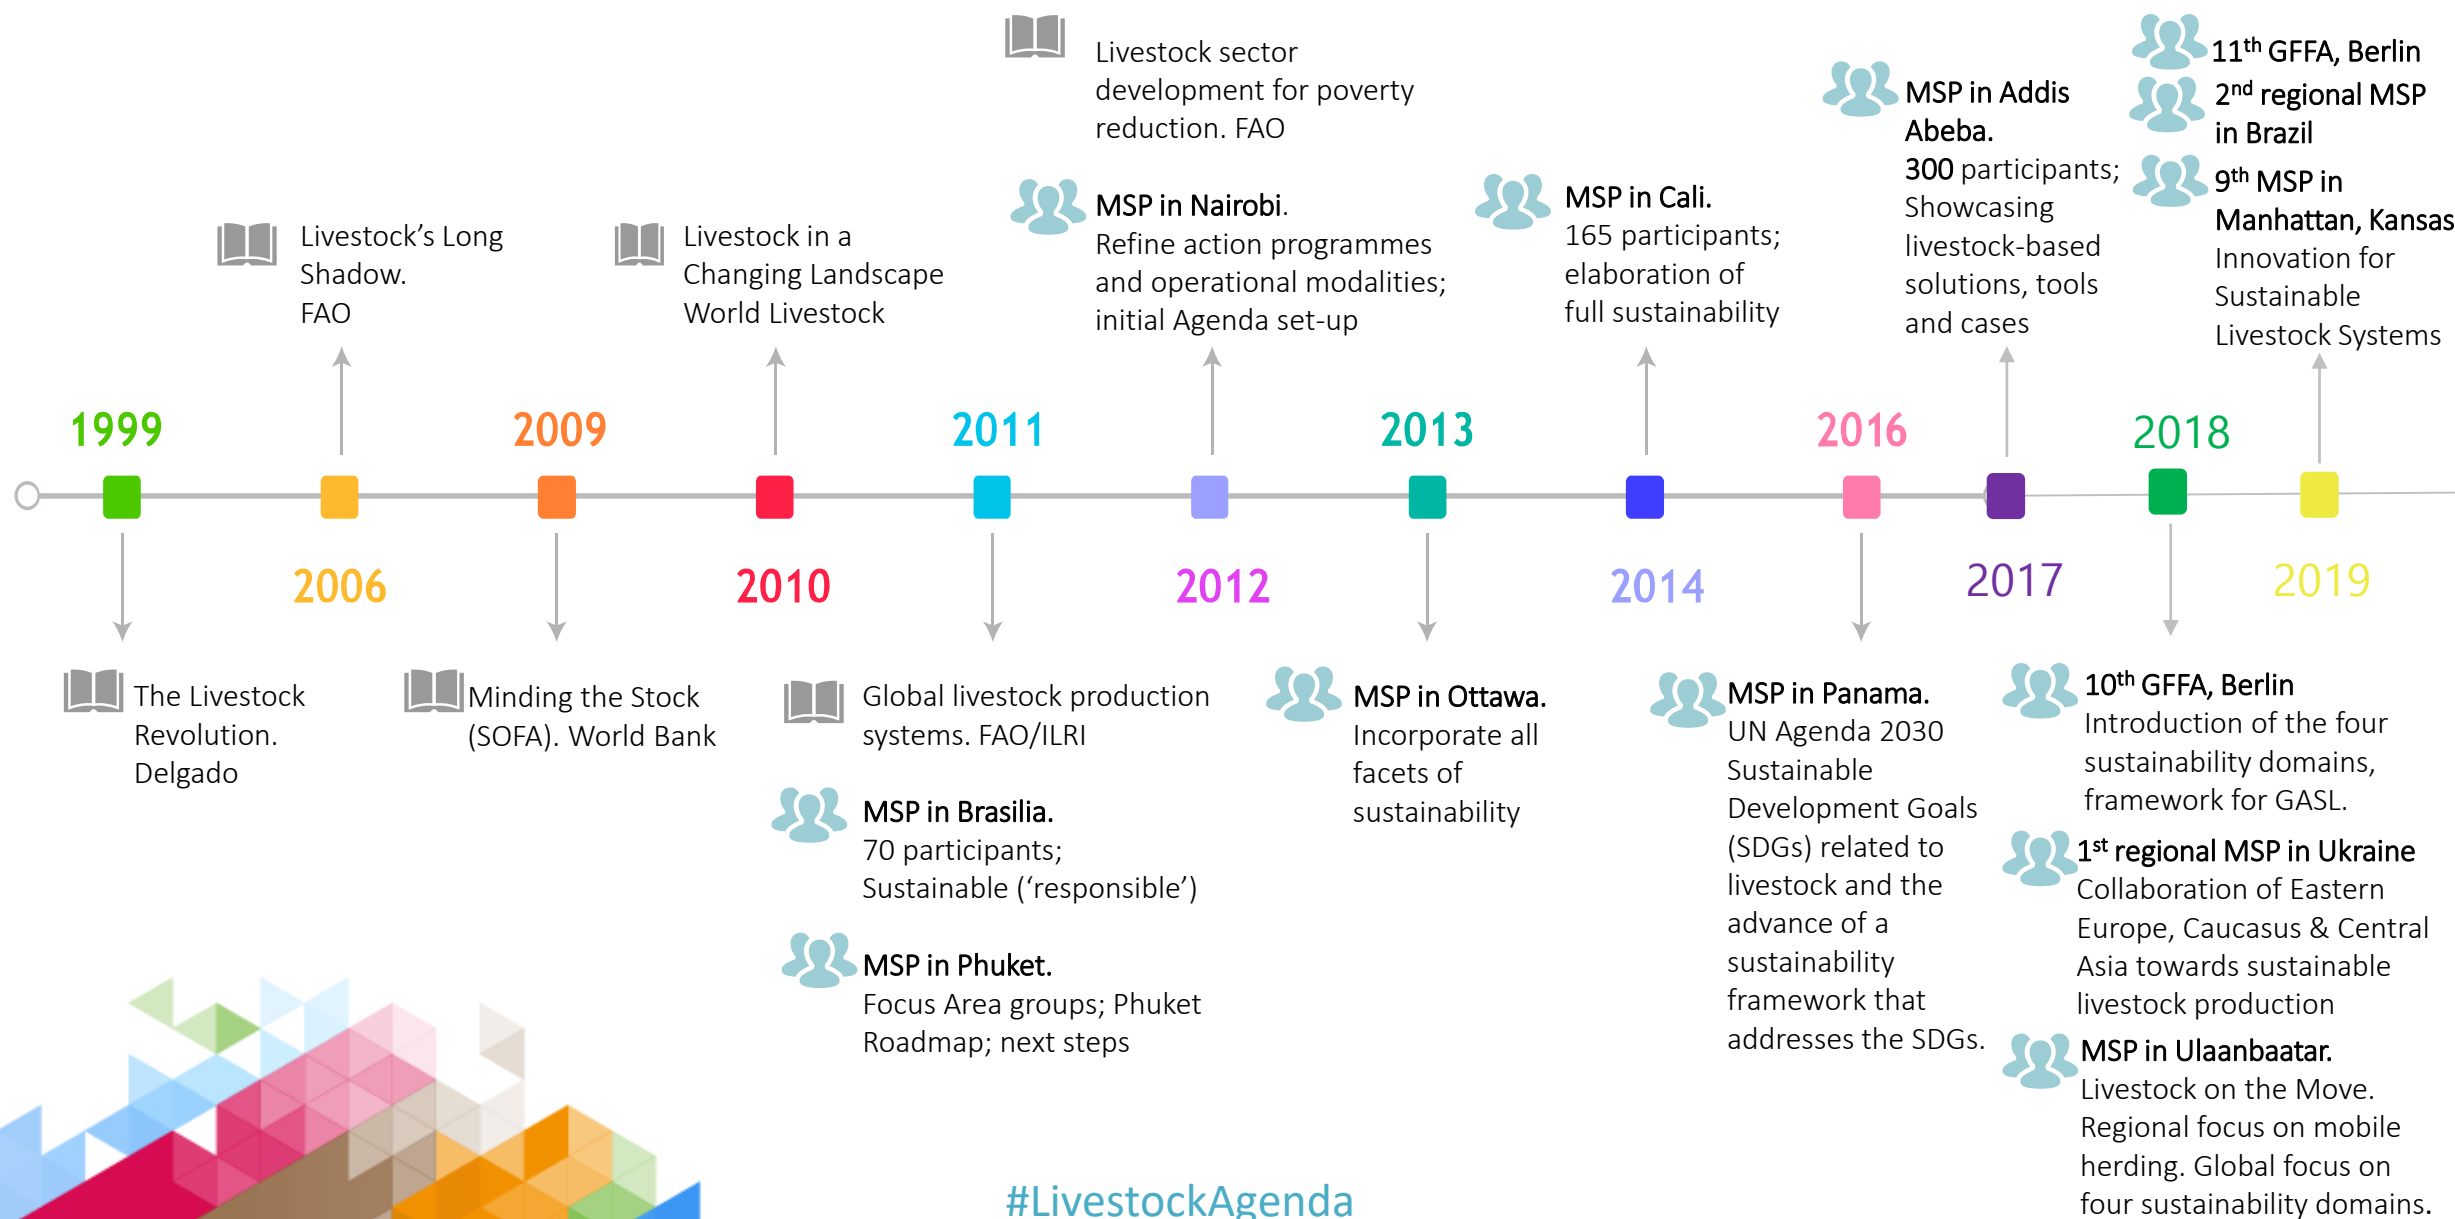 Livestock sector
development for poverty
reduction. FAO
11th GFFA, Berlin
2nd regional MSP
in Brazil
9th MSP in
Manhattan, Kansas
Innovation for
Sustainable
Livestock Systems
MSP in Addis
Abeba.
300 participants;
Showcasing
livestock-based
solutions, tools
and cases
Livestock’s Long
Shadow.
FAO
Livestock in a
Changing Landscape
World Livestock
MSP in Nairobi.
Refine action programmes
and operational modalities;
initial Agenda set-up
MSP in Cali.
165 participants;
elaboration of
full sustainability
1999
2009
2011
2013
2016
2018
2006
2010
2012
2014
2017
2019
The Livestock
Revolution.
Delgado
Minding the Stock
(SOFA). World Bank
Global livestock production
systems. FAO/ILRI
MSP in Brasilia.
70 participants;
Sustainable (‘responsible’)
MSP in Phuket.
Focus Area groups; Phuket
Roadmap; next steps
MSP in Ottawa.
Incorporate all
facets of
sustainability
MSP in Panama.
UN Agenda 2030
Sustainable
Development Goals
(SDGs) related to
livestock and the
advance of a
sustainability
framework that
addresses the SDGs.
10th GFFA, Berlin
Introduction of the four
sustainability domains,
framework for GASL.
1st regional MSP in Ukraine
Collaboration of Eastern
Europe, Caucasus & Central
Asia towards sustainable
livestock production
MSP in Ulaanbaatar.
Livestock on the Move.
Regional focus on mobile
herding. Global focus on
four sustainability domains.
#LivestockAgenda